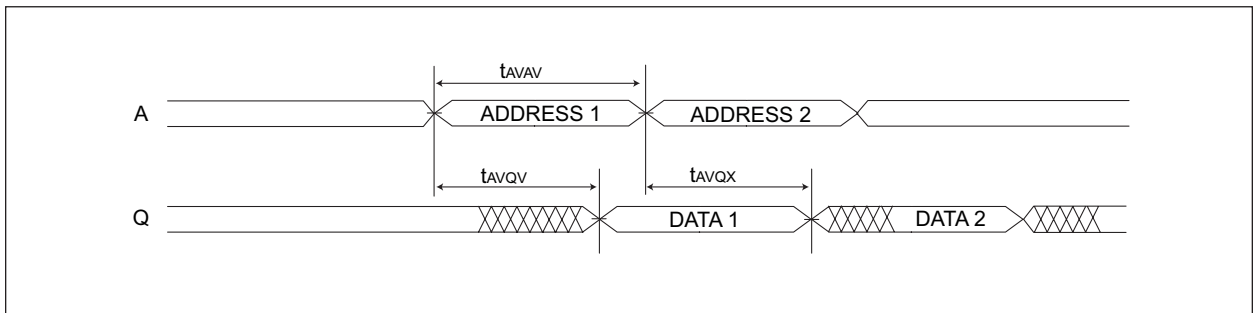 tAVAV
A ADDRESS 1 ADDRESS 2
tAVQV tAVQX
Q DATA 1 DATA 2